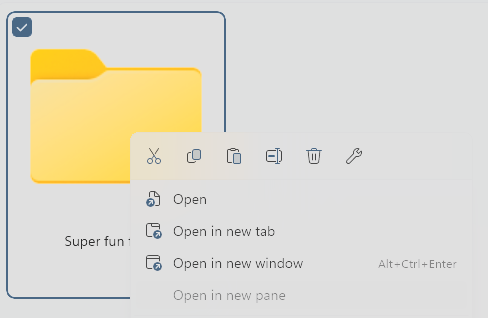 Super fun
Open
Open in new tab
Open in new window Alt+Ctrl+Enter
Open in new pane